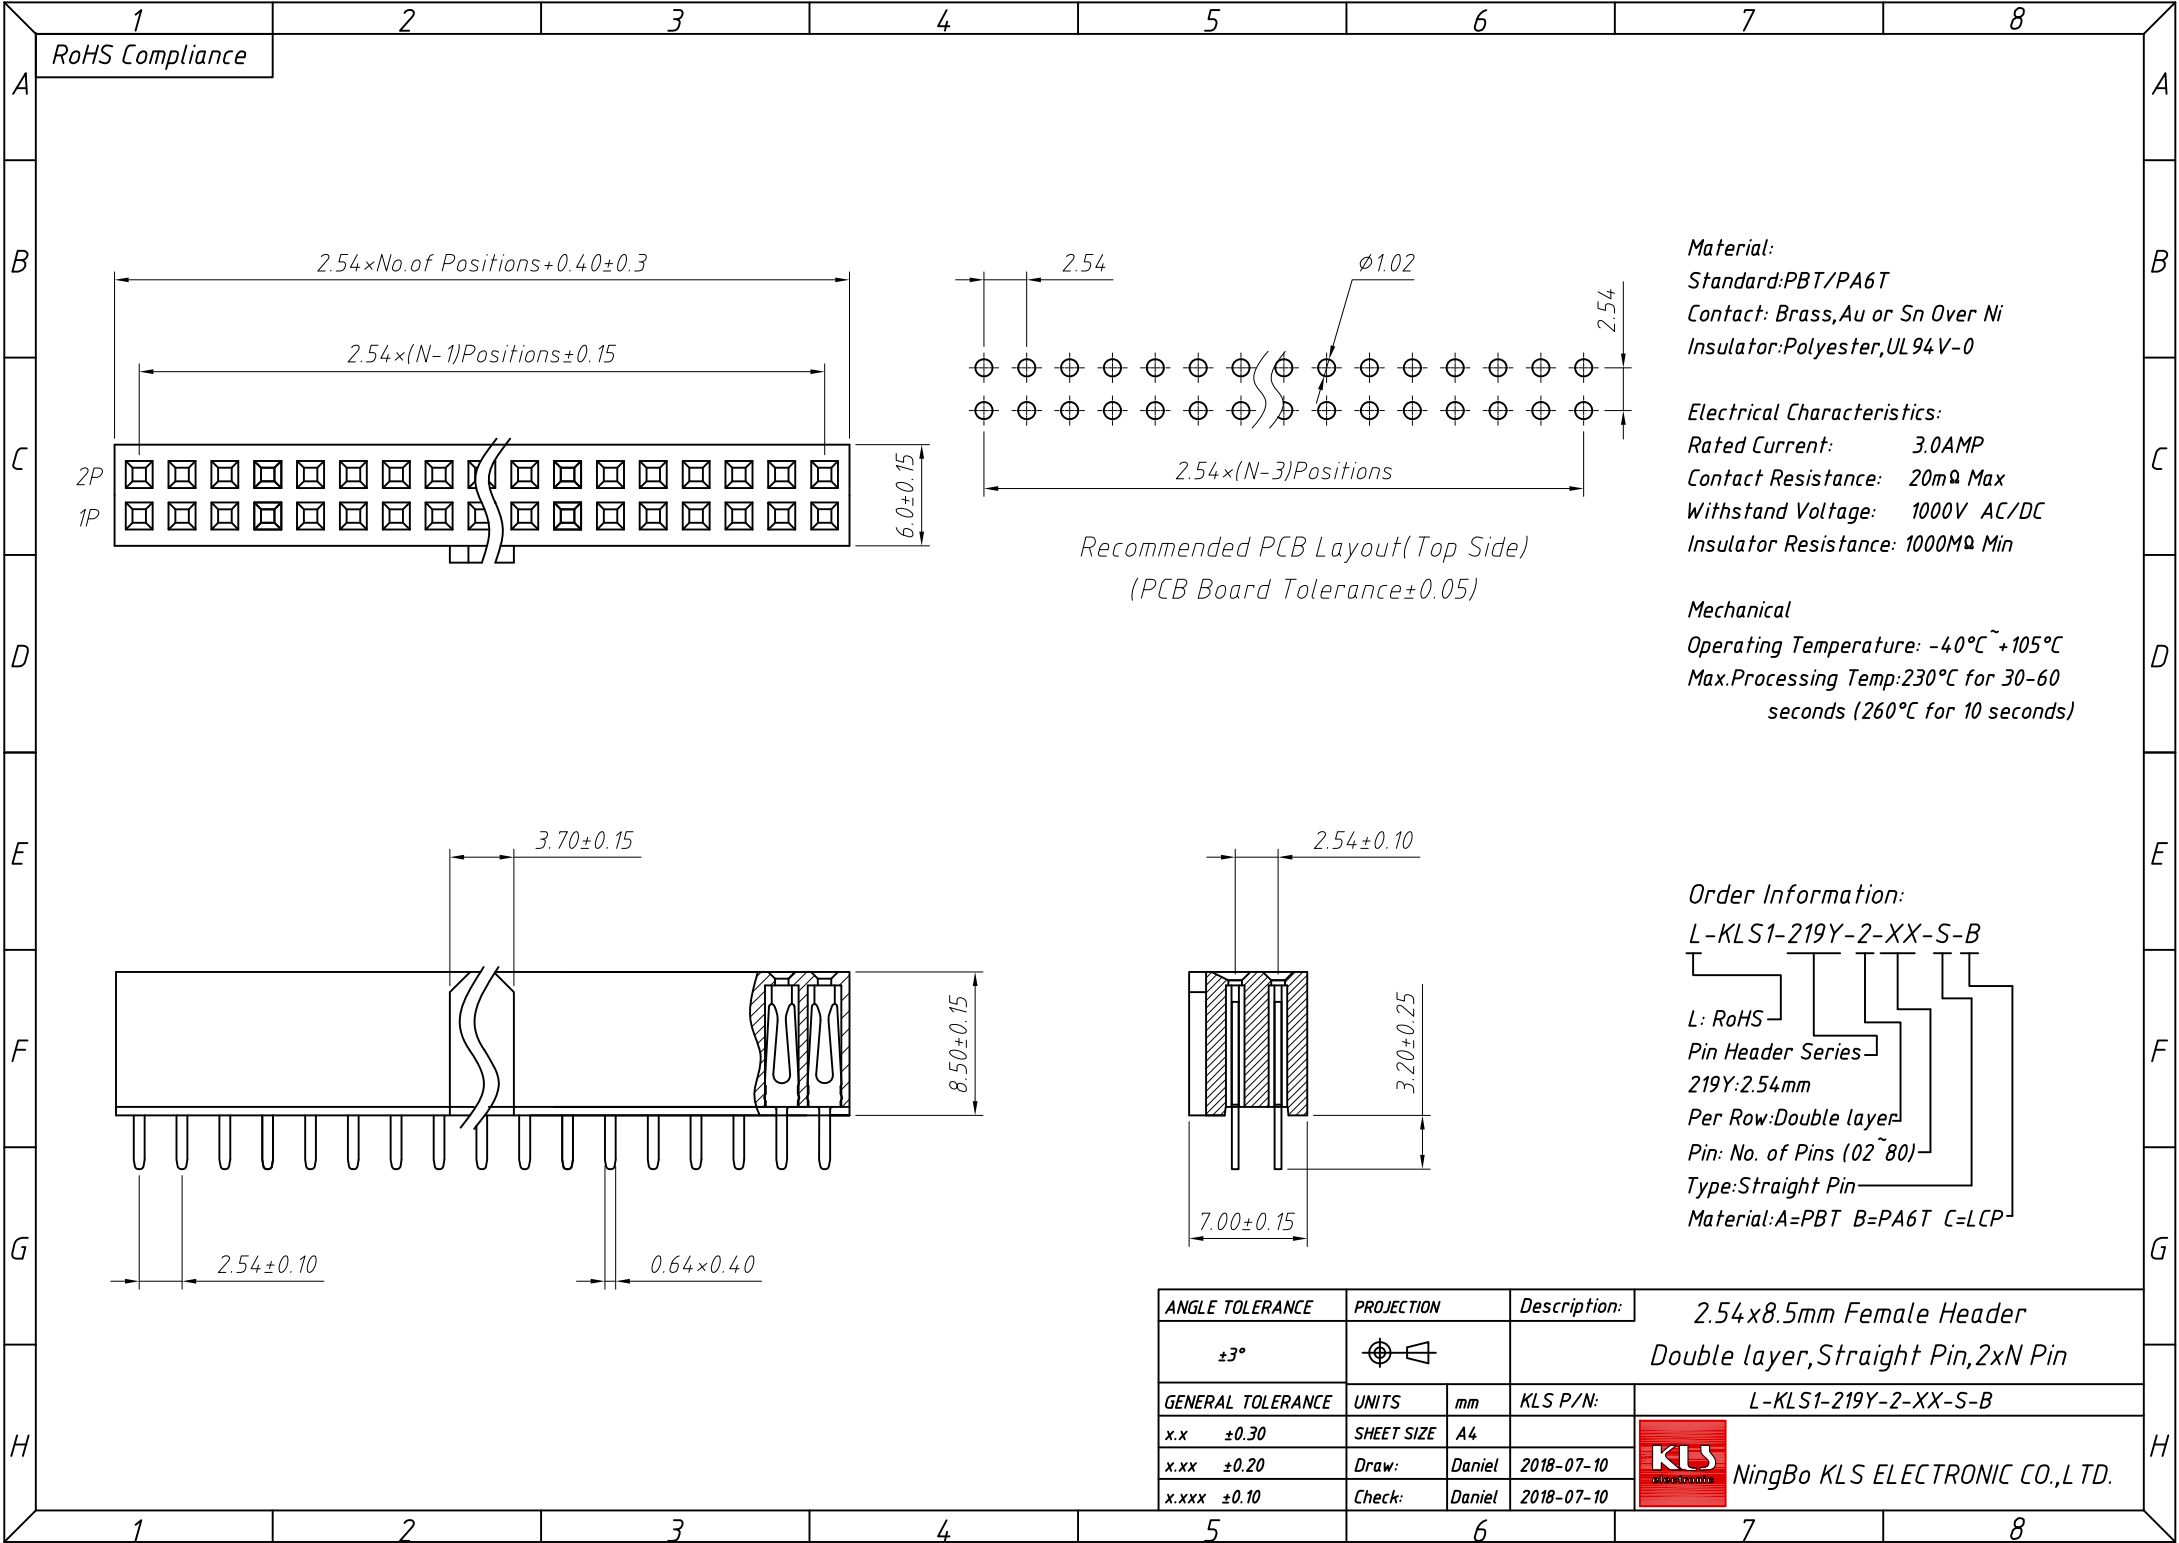 1 2 3 4 5 6 7 8
RoHS Compliance
A A
B B
C C
D D
E E
F F
G G
H H
2.54×No.of Positions+0.40±0.3
2.54×(N-1)Positions±0.15
2P
1P
6.0±0.15
2.54
ø1.02
2.54
2.54×(N-3)Positions
Recommended PCB Layout(Top Side)
(PCB Board Tolerance±0.05)
Material:
Standard:PBT/PA6T
Contact: Brass,Au or Sn Over Ni
Insulator:Polyester,UL94V-0
Electrical Characteristics:
Rated Current: 3.0AMP
Contact Resistance: 20mΩ Max
Withstand Voltage: 1000V AC/DC
Insulator Resistance: 1000MΩ Min
Mechanical
Operating Temperature: -40°C~+105°C
Max.Processing Temp:230°C for 30-60
seconds (260°C for 10 seconds)
3.70±0.15
8.50±0.15
2.54±0.10
0.64×0.40
2.54±0.10
3.20±0.25
7.00±0.15
Order Information:
L-KLS1-219Y-2-XX-S-B
L: RoHS
Pin Header Series
219Y:2.54mm
Per Row:Double layer
Pin: No. of Pins (02~80)
Type:Straight Pin
Material:A=PBT B=PA6T C=LCP
ANGLE TOLERANCE PROJECTION Description: 2.54x8.5mm Female Header
±3° Double layer,Straight Pin,2xN Pin
GENERAL TOLERANCE UNITS mm KLS P/N: L-KLS1-219Y-2-XX-S-B
x.x ±0.30 SHEET SIZE A4
x.xx ±0.20 Draw: Daniel 2018-07-10
x.xxx ±0.10 Check: Daniel 2018-07-10
KLS
electronic
NingBo KLS ELECTRONIC CO.,LTD.
1 2 3 4 5 6 7 8